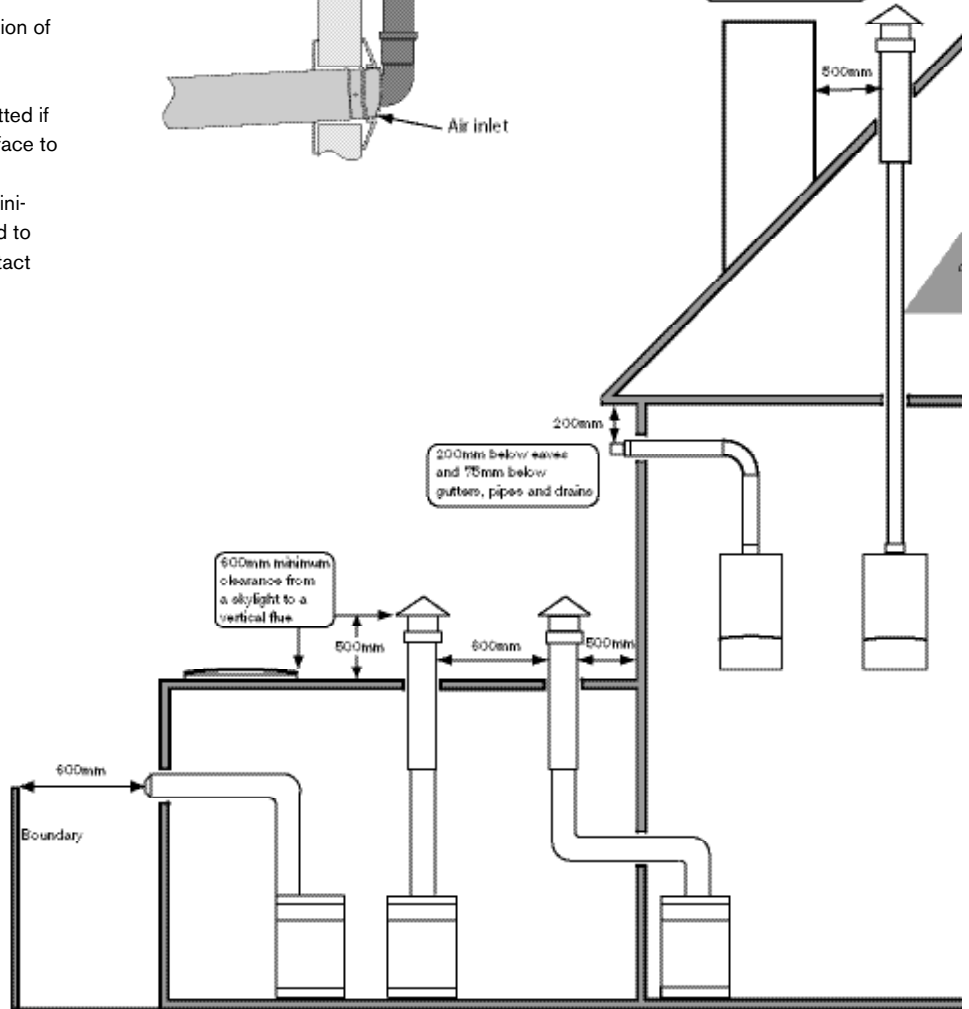 ion of
tted if
face to
ini-
d to
tact
Air inlet
500mm
200mm
200mm below eaves
and 75mm below
gutters, pipes and drains
600mm minimum
clearance from
a skylight to a
vertical flue
500mm
600mm
500mm
600mm
Boundary